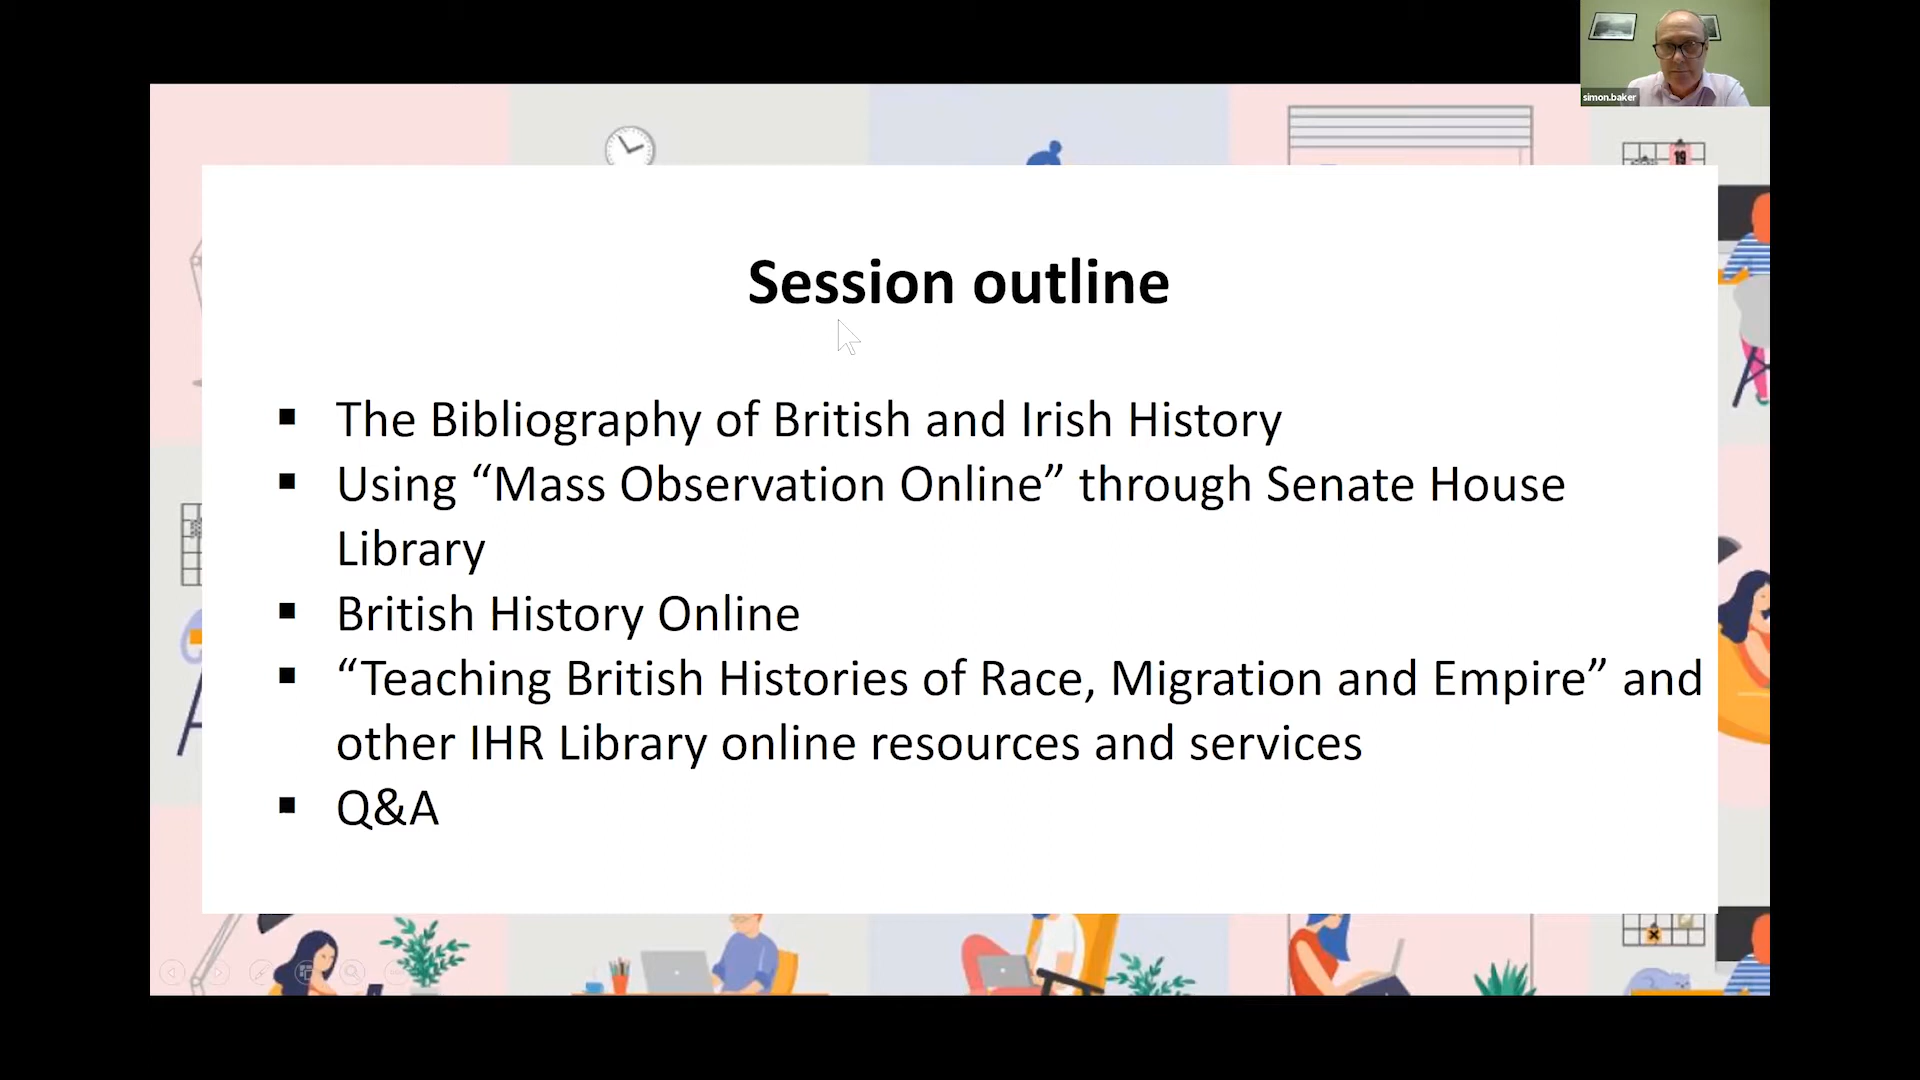 simon.baker
19
Session outline
▪ The Bibliography of British and Irish History
▪ Using “Mass Observation Online” through Senate House
Library
▪ British History Online
▪ “Teaching British Histories of Race, Migration and Empire” and
other IHR Library online resources and services
▪ Q&A